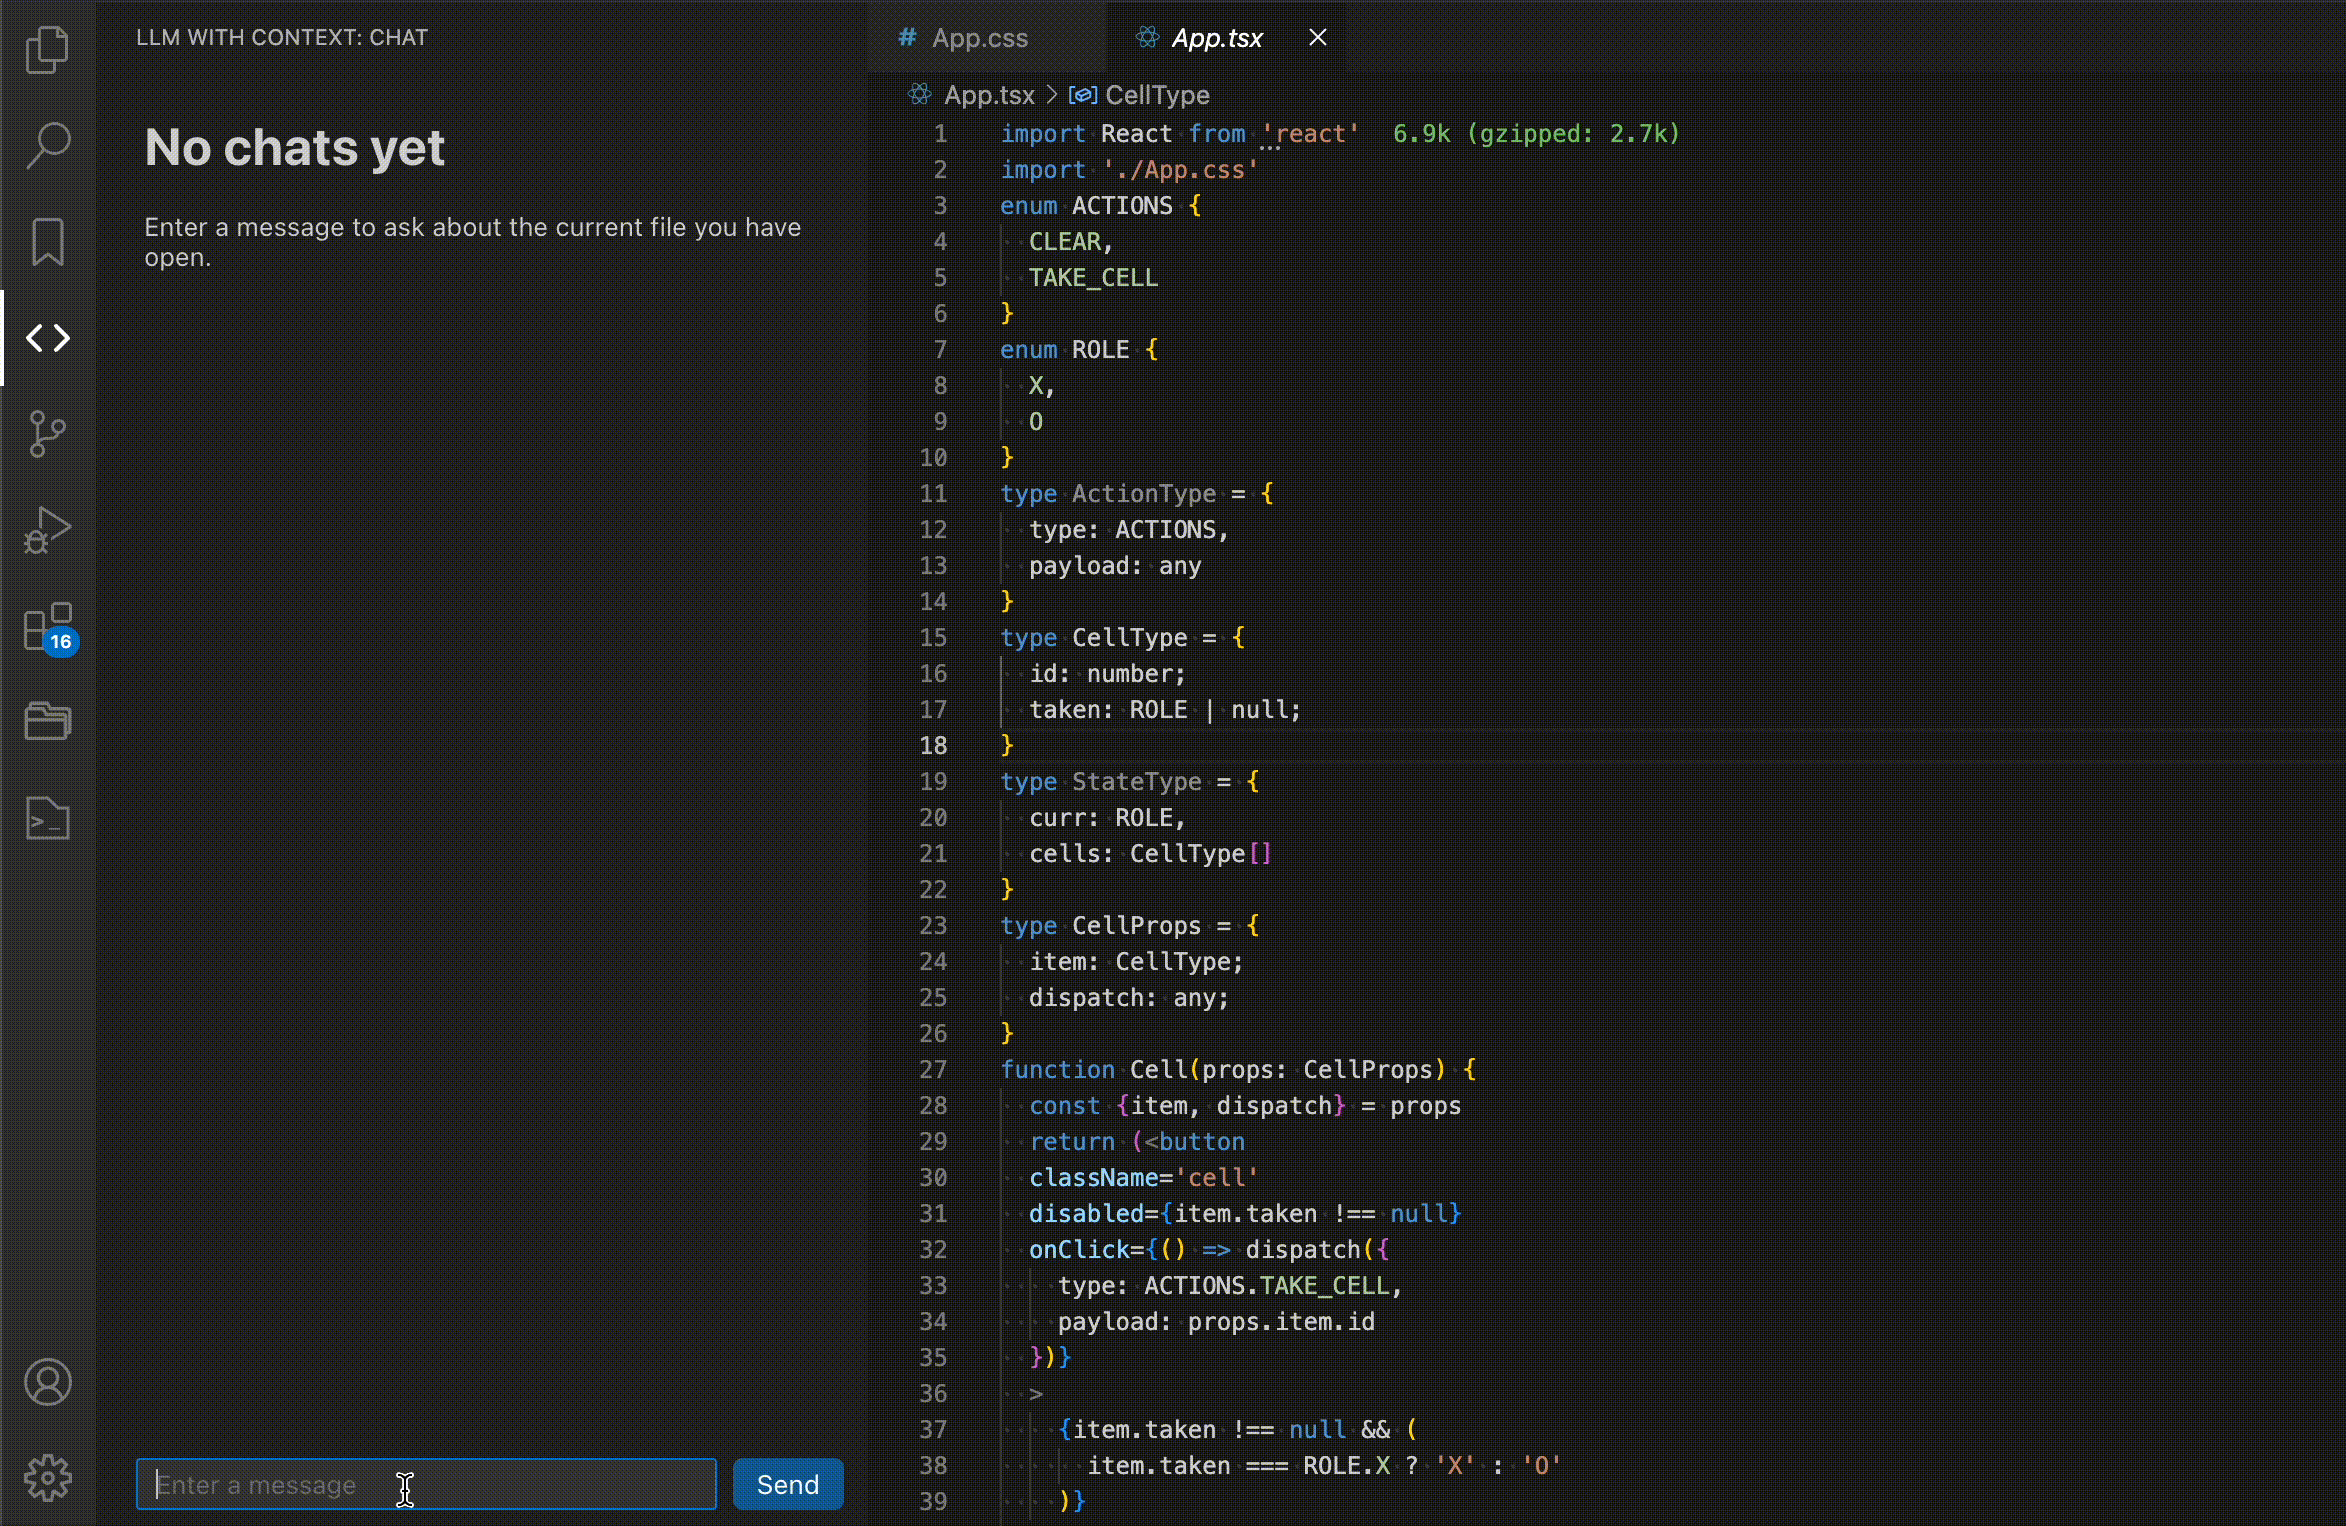 LLM WITH CONTEXT: CHAT
No chats yet
Enter a message to ask about the current file you have
open.
16
Enter a message
Send
# App.css
App.tsx
App.tsx > CellType
1 import React from 'react' 6.9k (gzipped: 2.7k)
2 import './App.css'
3 enum ACTIONS {
4 CLEAR,
5 TAKE_CELL
6 }
7 enum ROLE {
8 X,
9 O
10 }
11 type ActionType = {
12 type: ACTIONS,
13 payload: any
14 }
15 type CellType = {
16 id: number;
17 taken: ROLE | null;
18 }
19 type StateType = {
20 curr: ROLE,
21 cells: CellType[]
22 }
23 type CellProps = {
24 item: CellType;
25 dispatch: any;
26 }
27 function Cell(props: CellProps) {
28 const {item, dispatch} = props
29 return (<button
30 className='cell'
31 disabled={item.taken !== null}
32 onClick={() => dispatch({
33 type: ACTIONS.TAKE_CELL,
34 payload: props.item.id
35 })}
36 >
37 {item.taken !== null && (
38 item.taken === ROLE.X ? 'X' : 'O'
39 )}